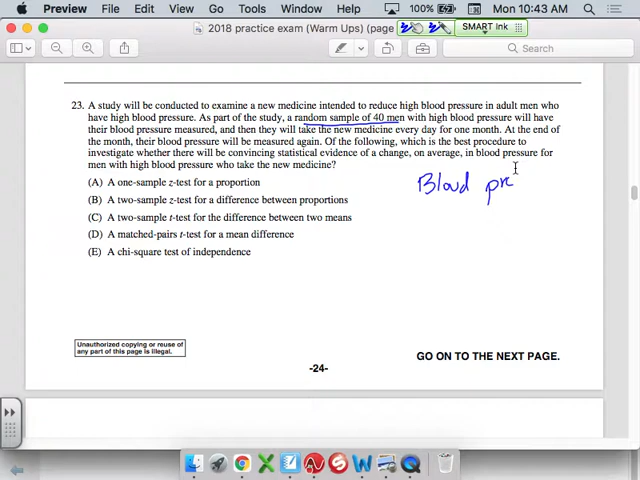 Preview File Edit View Go Tools Window Help 100% Mon 10:43 AM
2018 practice exam (Warm Ups) (page
SMART Ink
Search
23. A study will be conducted to examine a new medicine intended to reduce high blood pressure in adult men who
have high blood pressure. As part of the study, a random sample of 40 men with high blood pressure will have
their blood pressure measured, and then they will take the new medicine every day for one month. At the end of
the month, their blood pressure will be measured again. Of the following, which is the best procedure to
investigate whether there will be convincing statistical evidence of a change, on average, in blood pressure for
men with high blood pressure who take the new medicine?
(A) A one-sample z-test for a proportion
(B) A two-sample z-test for a difference between proportions
(C) A two-sample t-test for the difference between two means
(D) A matched-pairs t-test for a mean difference
(E) A chi-square test of independence
Blood pre
Unauthorized copying or reuse of
any part of this page is illegal.
GO ON TO THE NEXT PAGE.
-24-